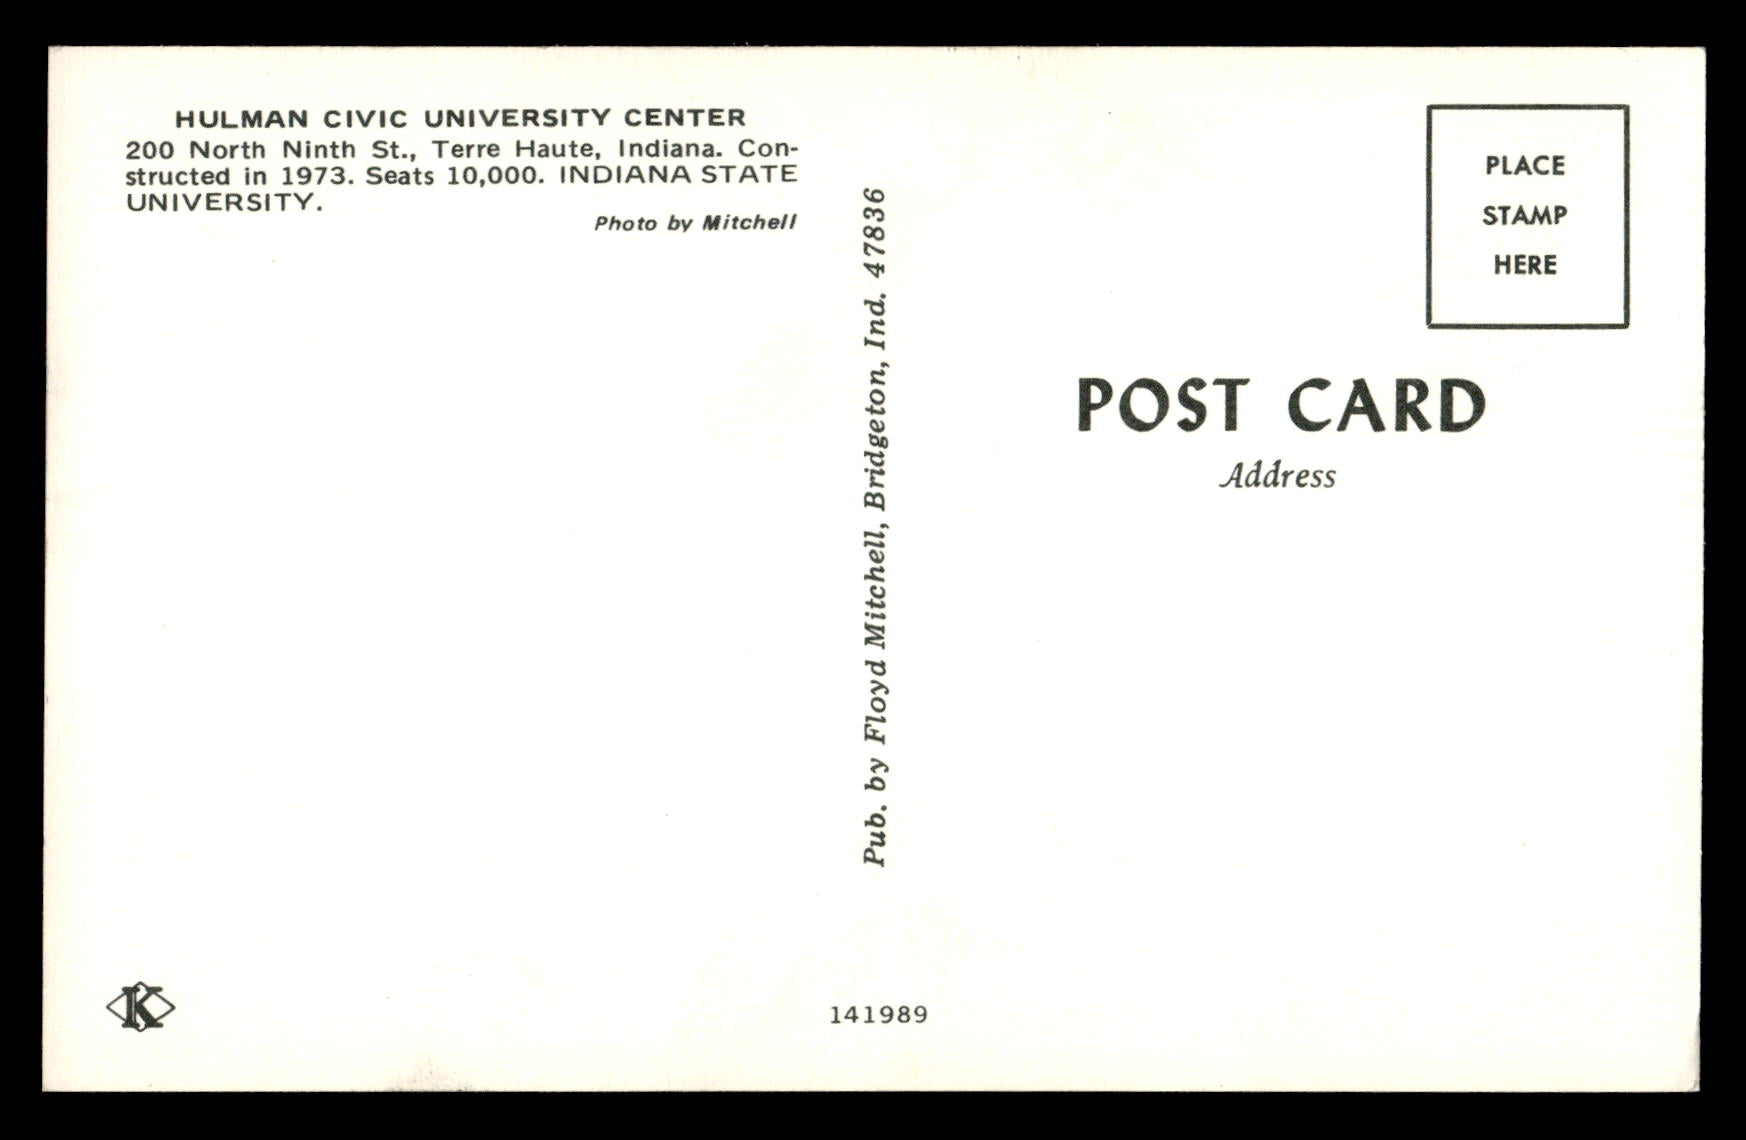 HULMAN CIVIC UNIVERSITY CENTER
200 North Ninth St., Terre Haute, Indiana. Con-
structed in 1973. Seats 10,000. INDIANA STATE
UNIVERSITY.
Photo by Mitchell
Pub. by Floyd Mitchell, Bridgeton, Ind. 47836
PLACE
STAMP
HERE
POST CARD
Address
K
141989